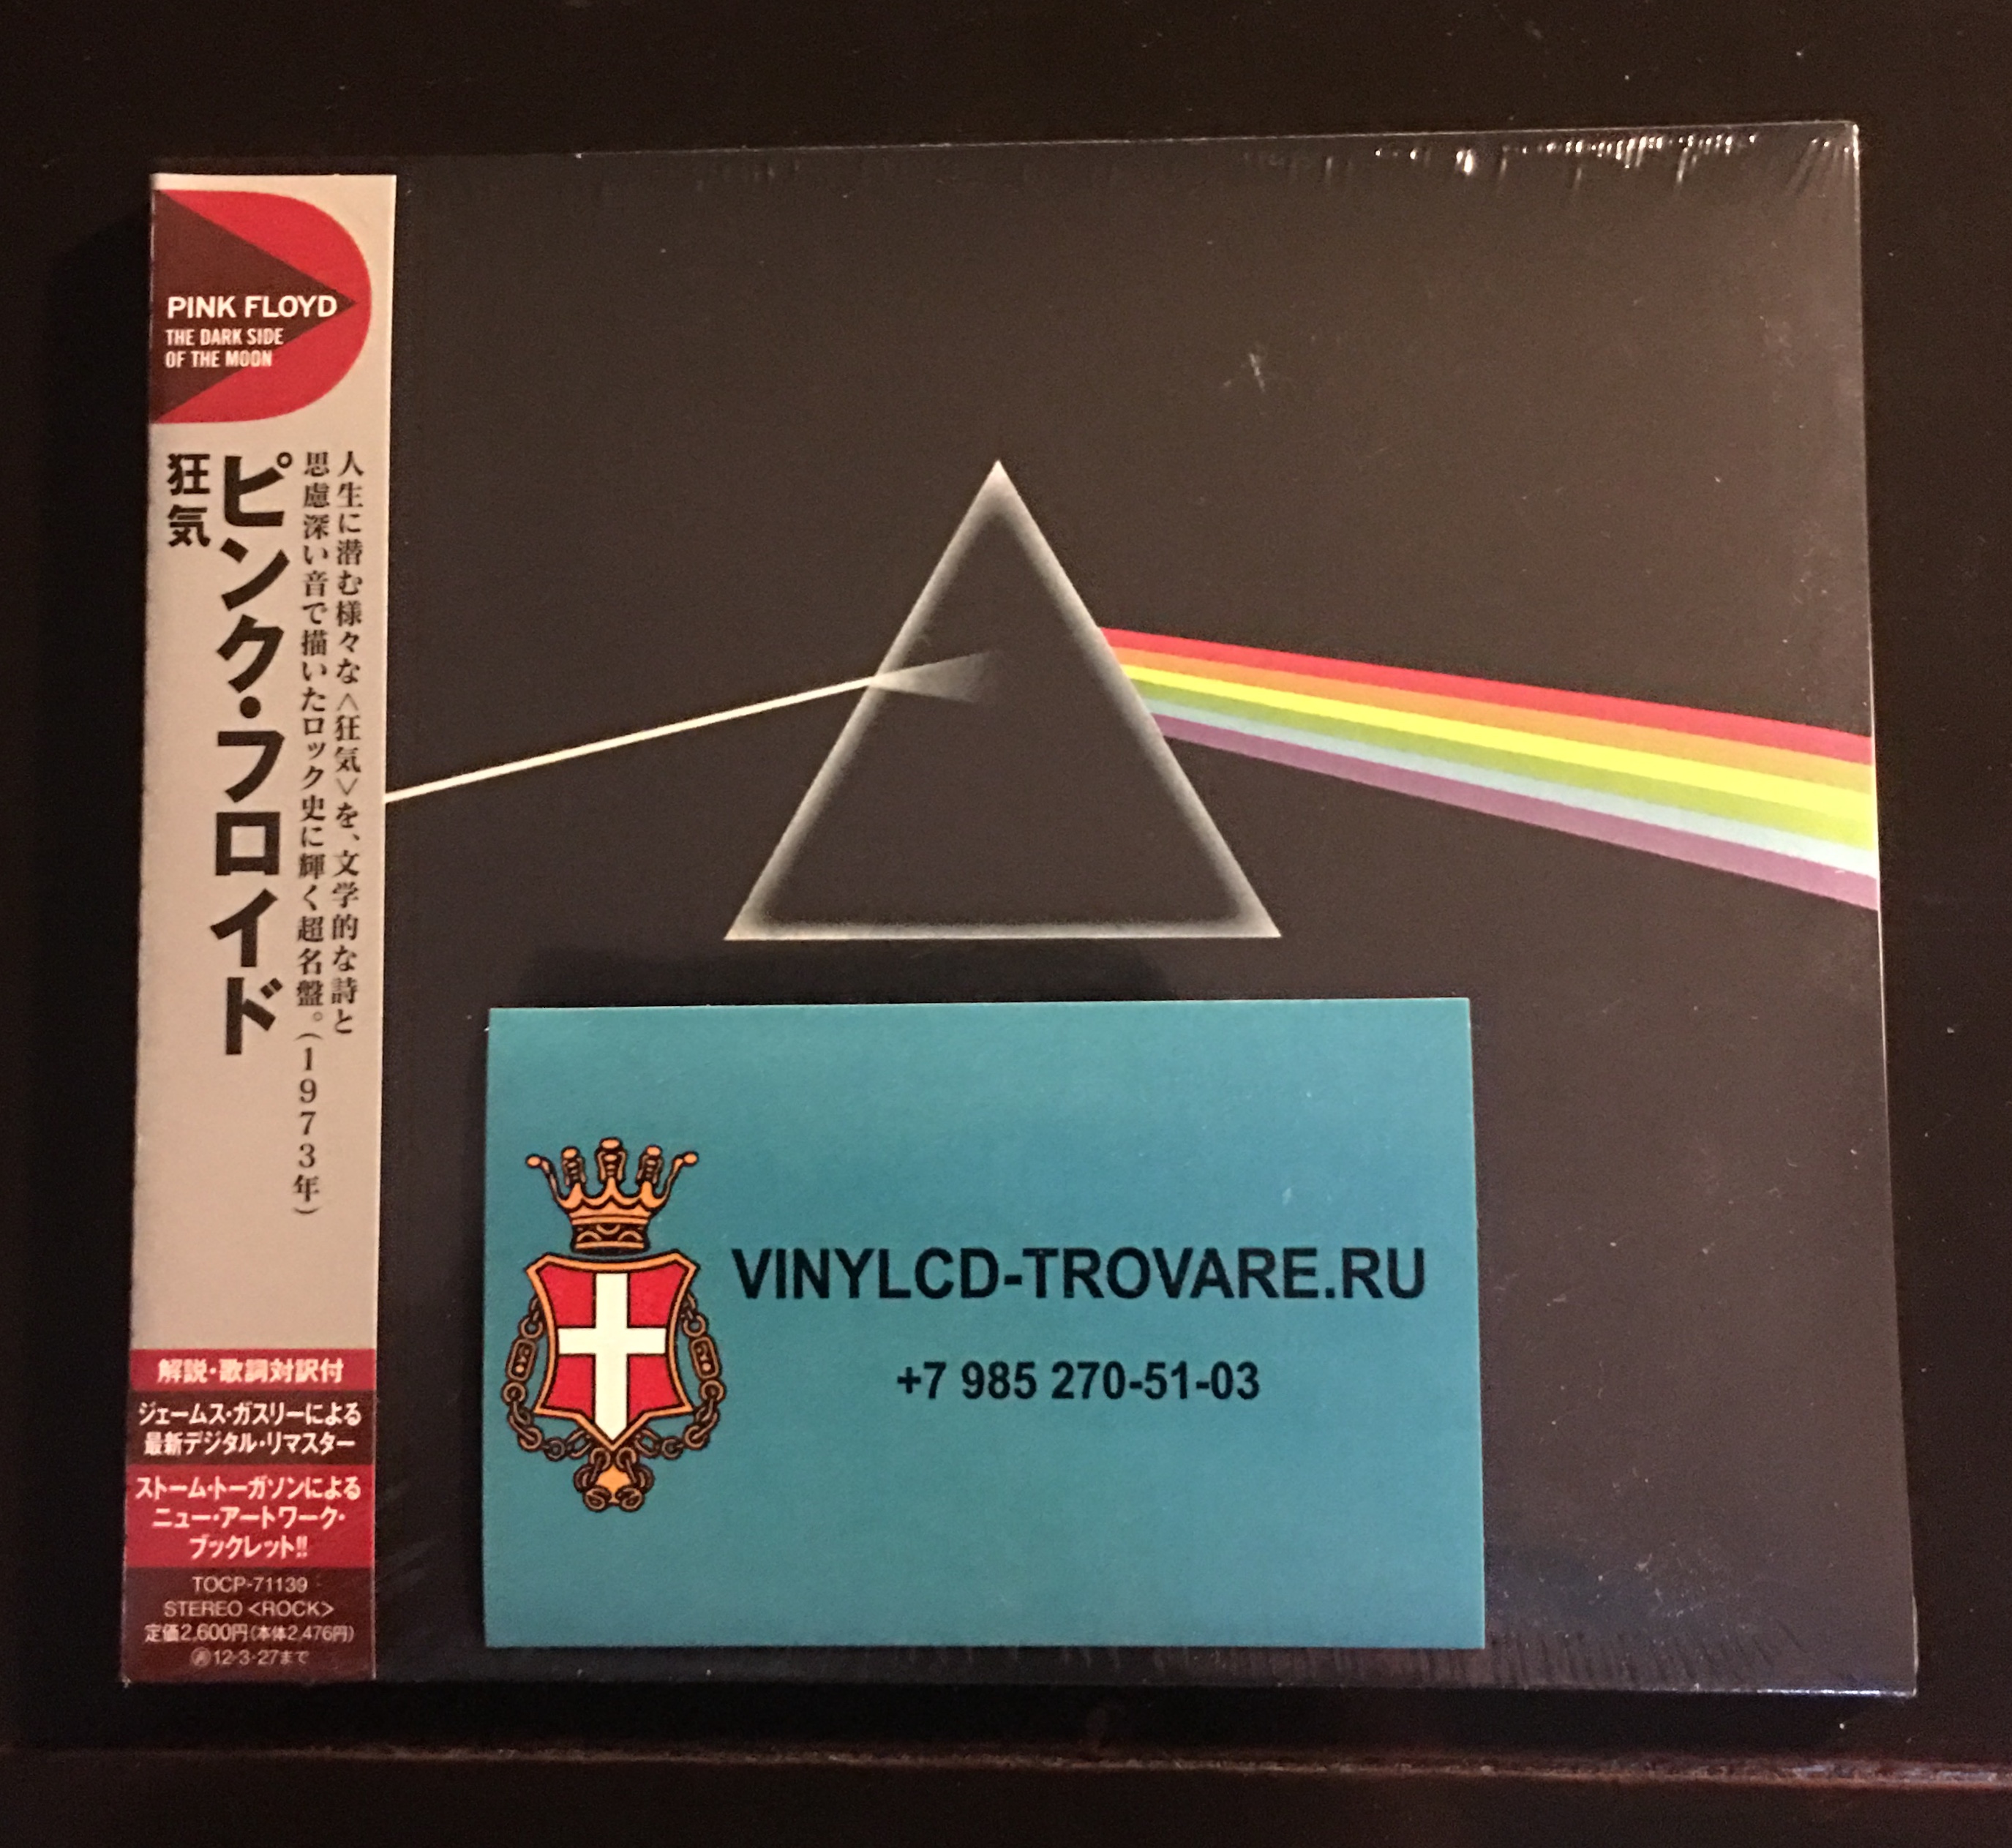 PINK FLOYD
THE DARK SIDE
OF THE MOON
人生に潜む様々な<狂気>を、文学的な詩と
思慮深い音で描いたロック史に輝く超名盤。(1973年)
ピンク・フロイド
狂気
解説・歌詞対訳付
ジェームス・ガスリーによる
最新デジタル・リマスター
ストーム・トーガソンによる
ニュー・アートワーク・
ブックレット!!
TOCP-71139
STEREO <ROCK>
定価2,600円(本体2,476円)
12・3・27まで
VINYLCD-TROVARE.RU
+7 985 270-51-03